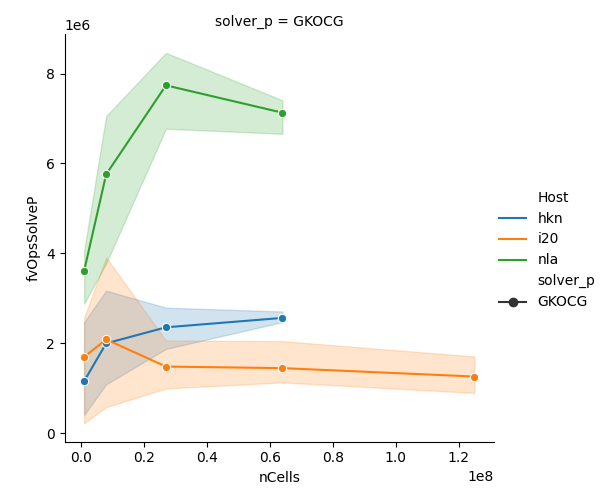 solver_p = GKOCG
1e6
8
6
4
2
0
fvOpsSolveP
0.0 0.2 0.4 0.6 0.8 1.0 1.2
1e8
nCells
Host
hkn
i20
nla
solver_p
GKOCG